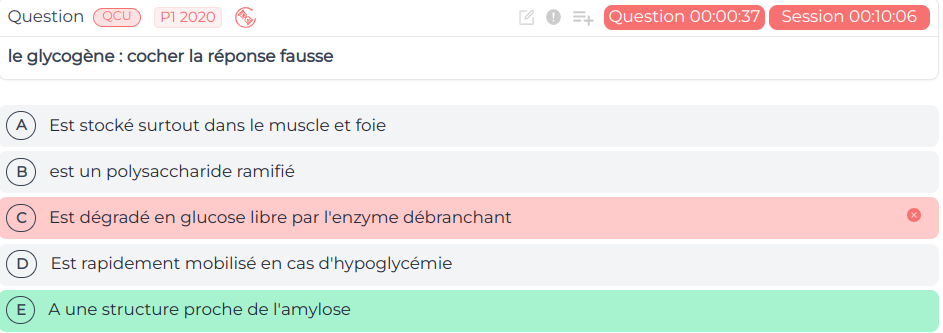 Question QCU P1 2020 Question 00:00:37 Session 00:10:06
le glycogène : cocher la réponse fausse
A Est stocké surtout dans le muscle et foie
B est un polysaccharide ramifié
C Est dégradé en glucose libre par l'enzyme débranchant
D Est rapidement mobilisé en cas d'hypoglycémie
E A une structure proche de l'amylose